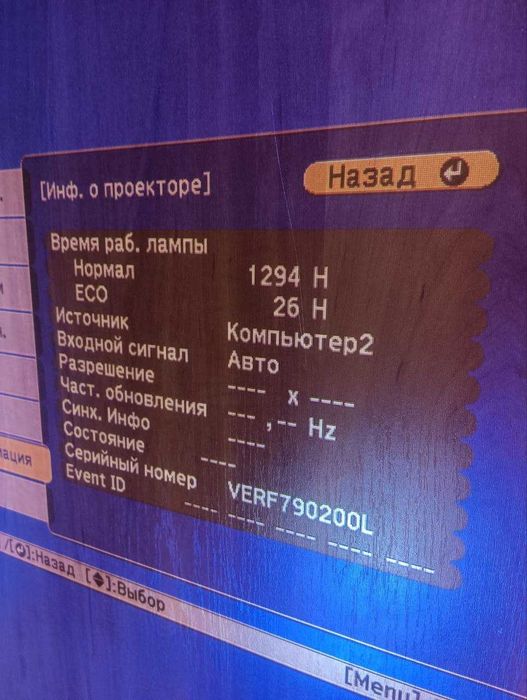 [Инф. о проекторе]
Назад
Время раб. лампы
Нормал 1294 H
ECO 26 H
Источник Компьютер2
Входной сигнал Авто
Разрешение ---- x ----
Част. обновления --- ,-- Hz
Синх. Инфо ----
Состояние ----
Серийный номер VERF790200L
Event ID ---- ---- ---- ---- ----
ация
]:Назад [◆]:Выбор
[Menu]